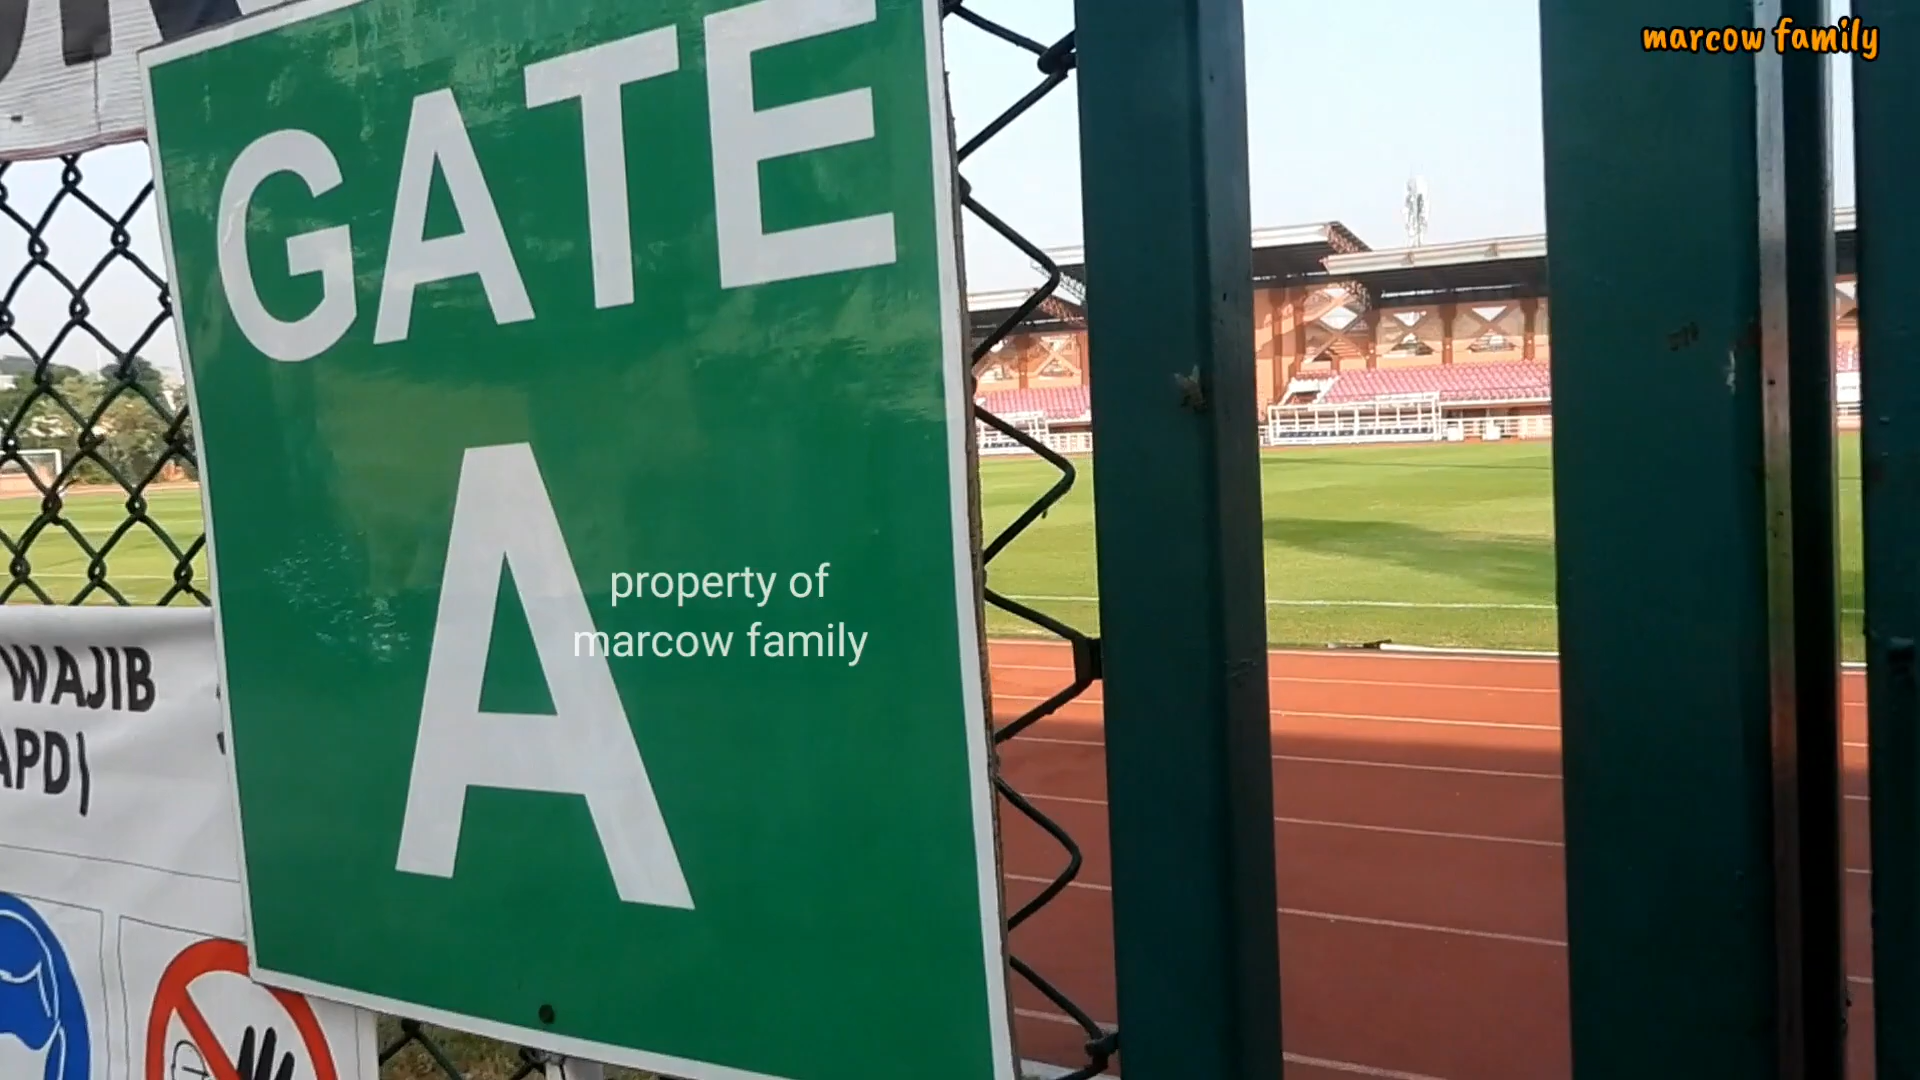 marcow family
GATE
A
property of
marcow family
WAJIB
APD)